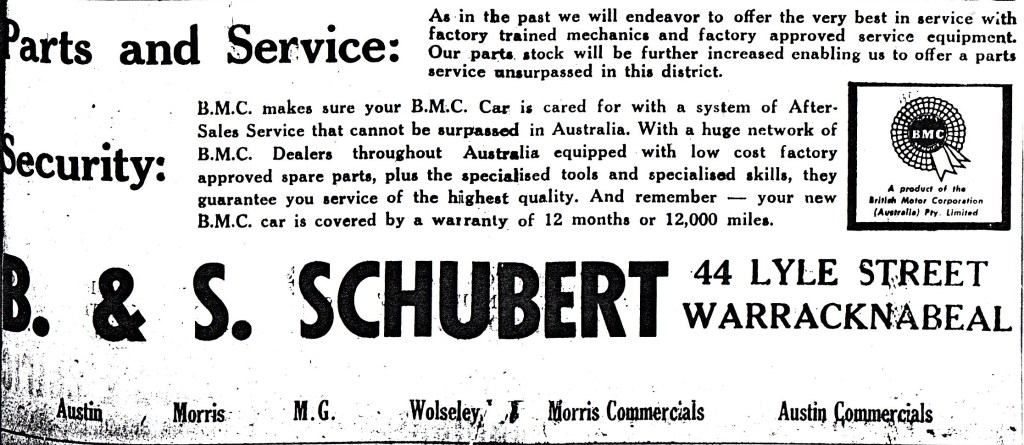 Parts and Service:
As in the past we will endeavor to offer the very best in service with
factory trained mechanics and factory approved service equipment.
Our parts stock will be further increased enabling us to offer a parts
service unsurpassed in this district.
Security:
B.M.C. makes sure your B.M.C. Car is cared for with a system of After-
Sales Service that cannot be surpassed in Australia. With a huge network of
B.M.C. Dealers throughout Australia equipped with low cost factory
approved spare parts, plus the specialised tools and specialised skills, they
guarantee you service of the highest quality. And remember — your new
B.M.C. car is covered by a warranty of 12 months or 12,000 miles.
BMC
A product of the
British Motor Corporation
(Australia) Pty. Limited
B. & S. SCHUBERT
44 LYLE STREET
WARRACKNABEAL
Austin Morris M.G. Wolseley Morris Commercials Austin Commercials